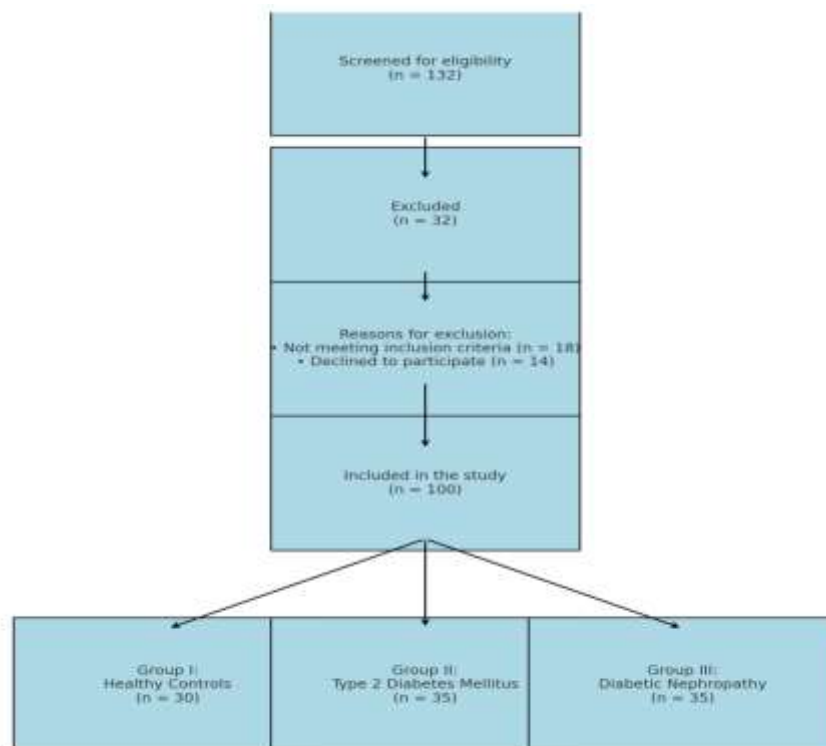 Screened for eligibility
(n = 132)
Excluded
(n = 32)
Reasons for exclusion:
• Not meeting inclusion criteria (n = 18)
• Declined to participate (n = 14)
Included in the study
(n = 100)
Group I:
Healthy Controls
(n = 30)
Group II:
Type 2 Diabetes Mellitus
(n = 35)
Group III:
Diabetic Nephropathy
(n = 35)